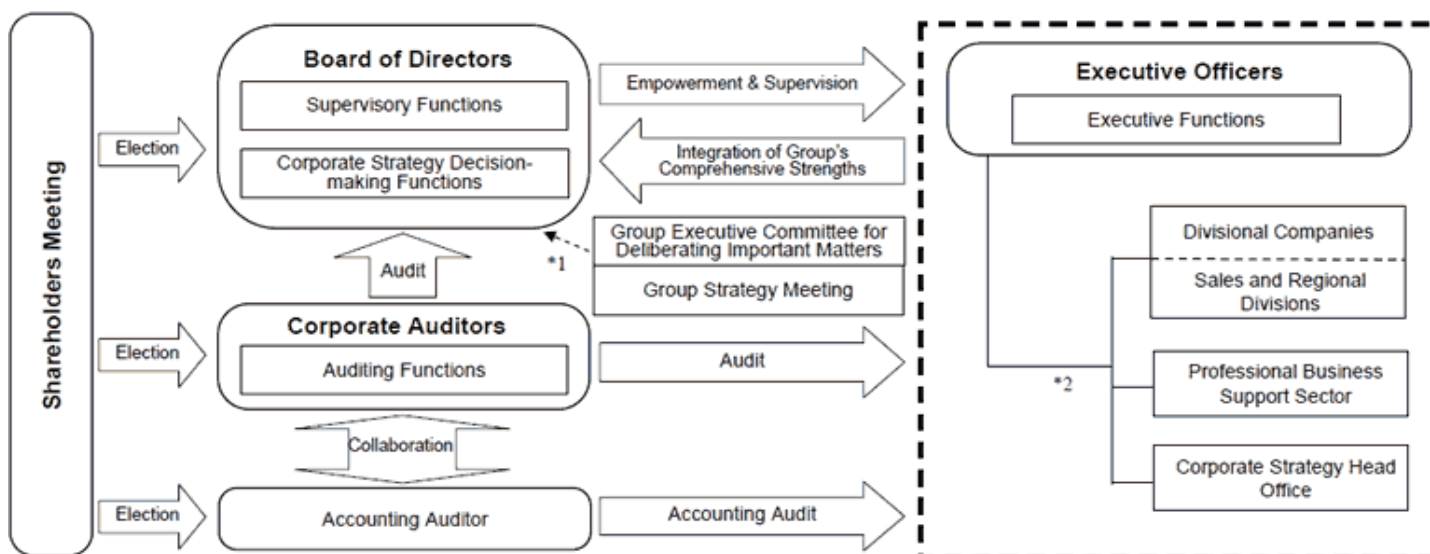 Shareholders Meeting
Election
Election
Election
Board of Directors
Supervisory Functions
Corporate Strategy Decision-
making Functions
Audit
Corporate Auditors
Auditing Functions
Collaboration
Accounting Auditor
Empowerment & Supervision
Integration of Group's
Comprehensive Strengths
*1
Group Executive Committee for
Deliberating Important Matters
Group Strategy Meeting
Audit
Accounting Audit
Executive Officers
Executive Functions
*2
Divisional Companies
Sales and Regional
Divisions
Professional Business
Support Sector
Corporate Strategy Head
Office